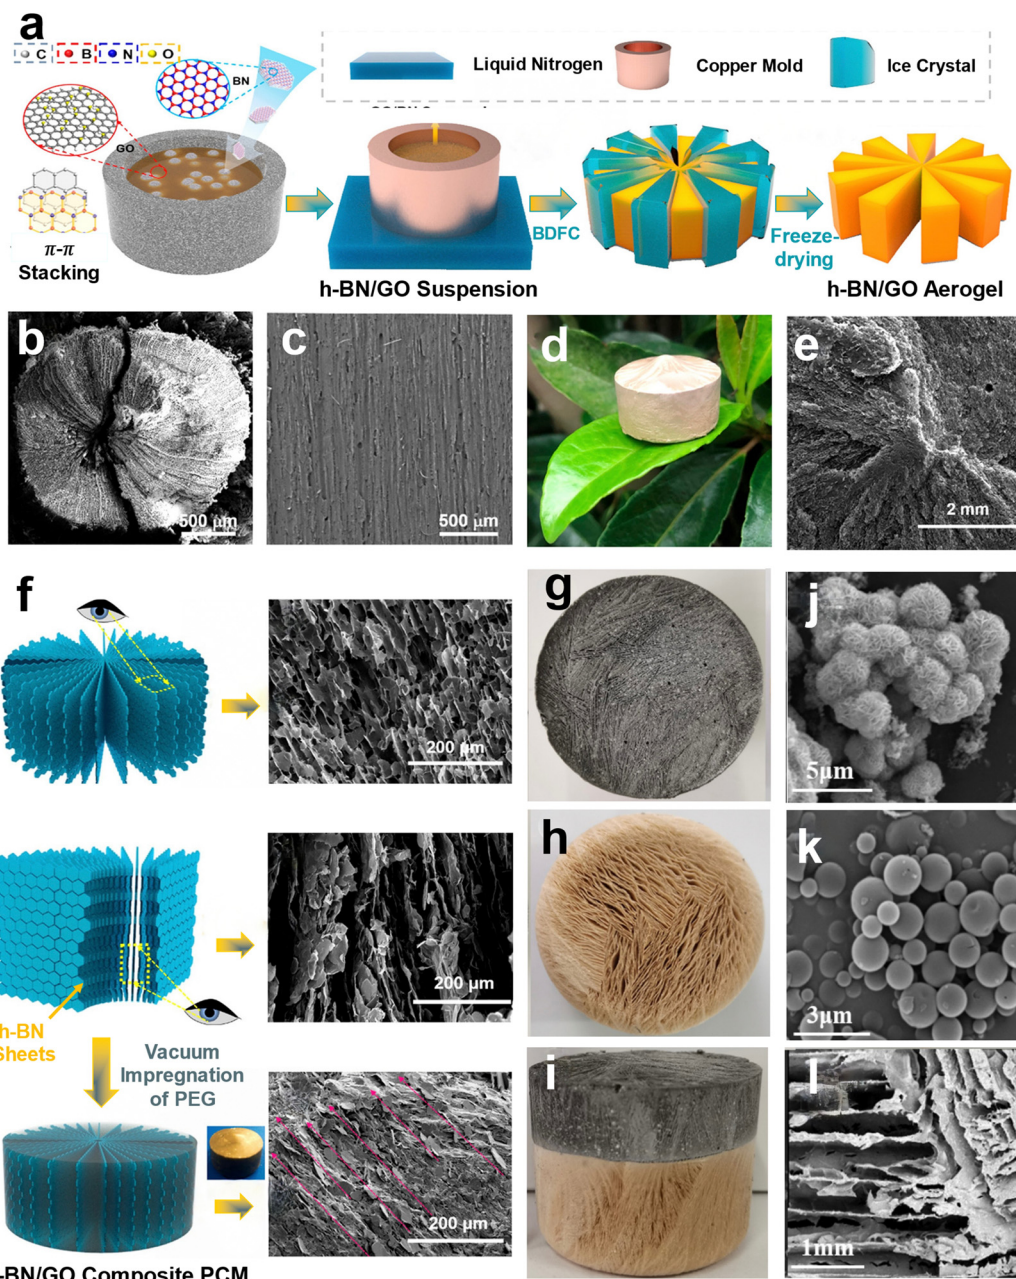 a
C B N O
BN
GO
π-π
Stacking
Liquid Nitrogen
Copper Mold
Ice Crystal
BDFC
Freeze-
drying
h-BN/GO Suspension
h-BN/GO Aerogel
b
500 μm
c
500 μm
d
e
2 mm
f
200 μm
g
j
5μm
200 μm
h
k
3μm
h-BN
Sheets
Vacuum
Impregnation
of PEG
200 μm
i
l
1mm
-BN/GO Composite PCM